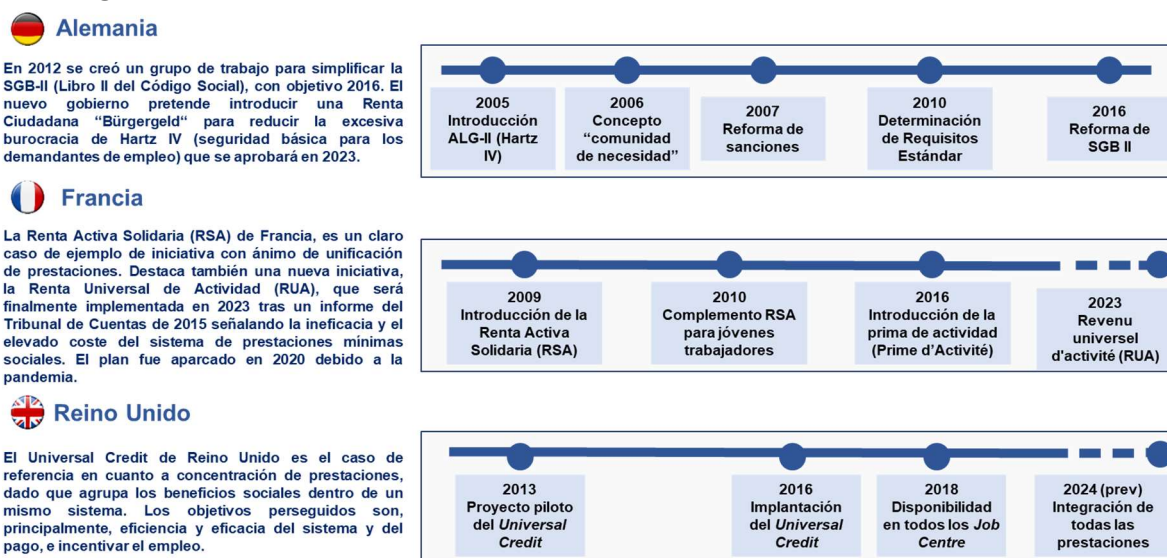 Alemania
En 2012 se creó un grupo de trabajo para simplificar la
SGB-II (Libro II del Código Social), con objetivo 2016. El
nuevo gobierno pretende introducir una Renta
Ciudadana “Bürgergeld“ para reducir la excesiva
burocracia de Hartz IV (seguridad básica para los
demandantes de empleo) que se aprobará en 2023.
2005
Introducción
ALG-II (Hartz
IV)
2006
Concepto
“comunidad
de necesidad”
2007
Reforma de
sanciones
2010
Determinación
de Requisitos
Estándar
2016
Reforma de
SGB II
Francia
La Renta Activa Solidaria (RSA) de Francia, es un claro
caso de ejemplo de iniciativa con ánimo de unificación
de prestaciones. Destaca también una nueva iniciativa,
la Renta Universal de Actividad (RUA), que será
finalmente implementada en 2023 tras un informe del
Tribunal de Cuentas de 2015 señalando la ineficacia y el
elevado coste del sistema de prestaciones mínimas
sociales. El plan fue aparcado en 2020 debido a la
pandemia.
2009
Introducción de la
Renta Activa
Solidaria (RSA)
2010
Complemento RSA
para jóvenes
trabajadores
2016
Introducción de la
prima de actividad
(Prime d’Activité)
2023
Revenu
universel
d'activité (RUA)
Reino Unido
El Universal Credit de Reino Unido es el caso de
referencia en cuanto a concentración de prestaciones,
dado que agrupa los beneficios sociales dentro de un
mismo sistema. Los objetivos perseguidos son,
principalmente, eficiencia y eficacia del sistema y del
pago, e incentivar el empleo.
2013
Proyecto piloto
del Universal
Credit
2016
Implantación
del Universal
Credit
2018
Disponibilidad
en todos los Job
Centre
2024 (prev)
Integración de
todas las
prestaciones